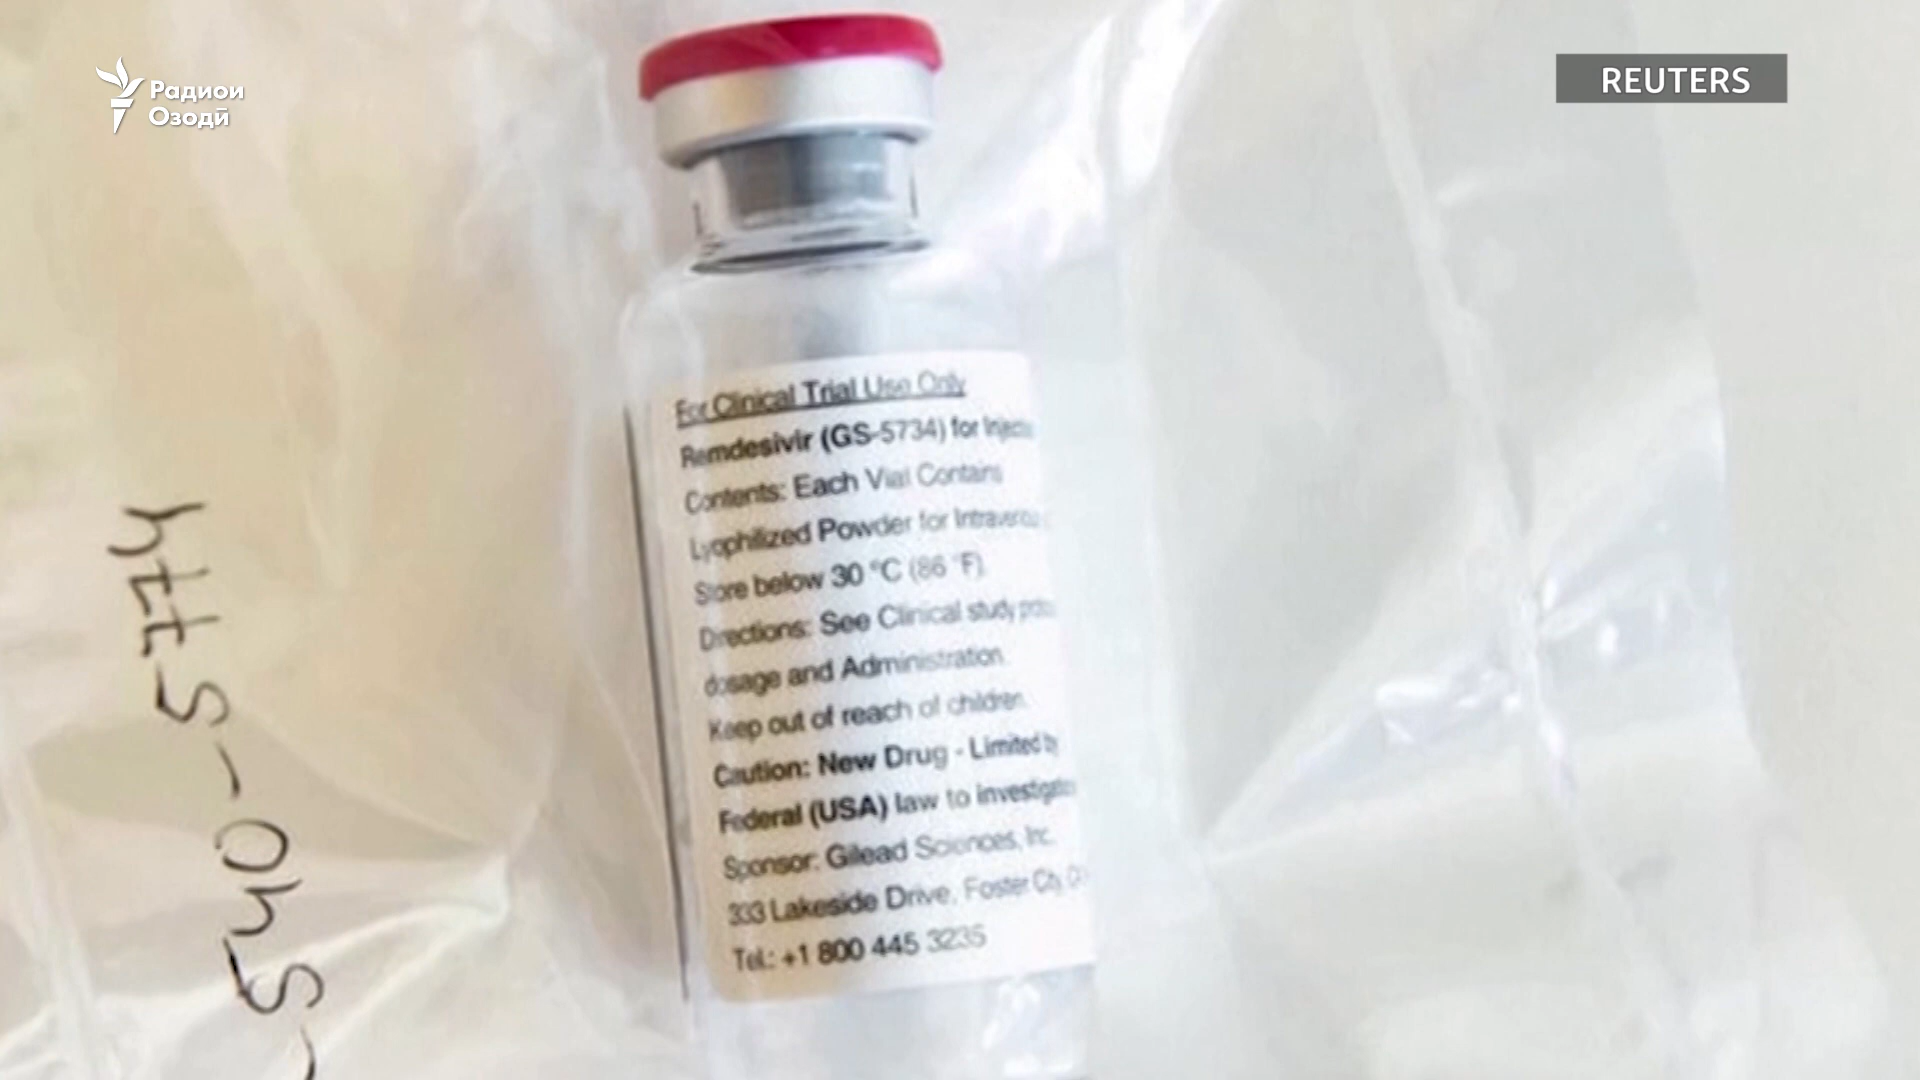 Радиои
Озодӣ
REUTERS
For Clinical Trial Use Only
Remdesivir (GS-5734) for
Contents: Each Vial Contains
Lyophilized Powder for
Store below 30 °C (86 °F)
Directions: See Clinical study
dosage and Administration.
Keep out of reach of children.
Caution: New Drug - Limited by
Federal (USA) law to
Sponsor: Gilead Sciences, Inc.
333 Lakeside Drive, Foster City,
Tel.: +1 800 445 3235